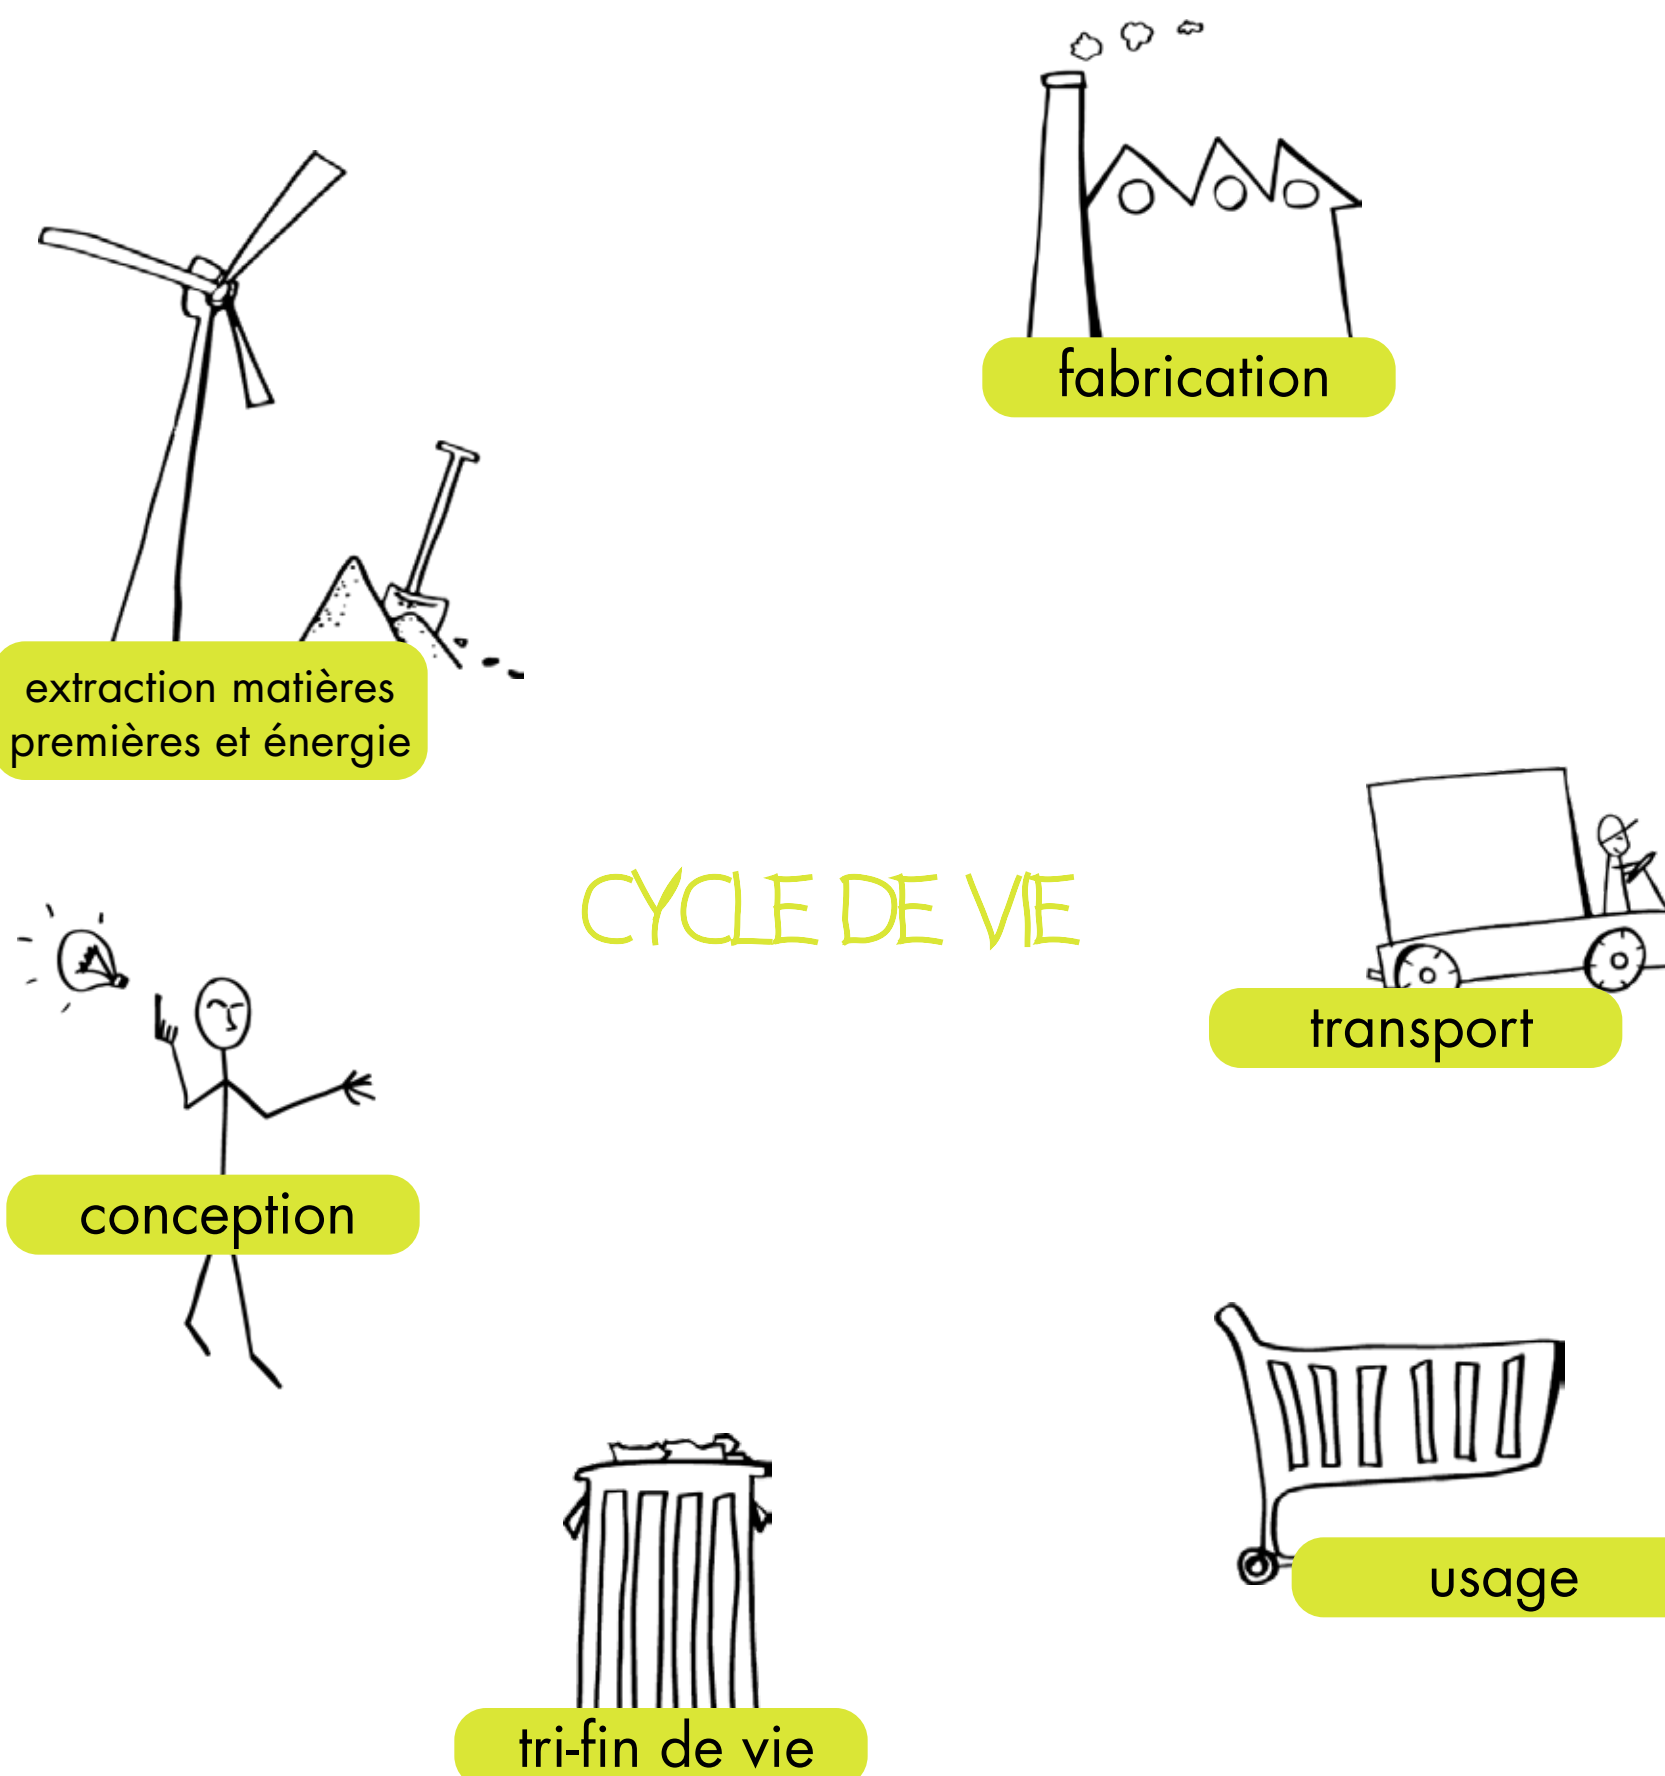 fabrication
extraction matières
premières et énergie
CYCLE DE VIE
transport
conception
usage
tri-fin de vie